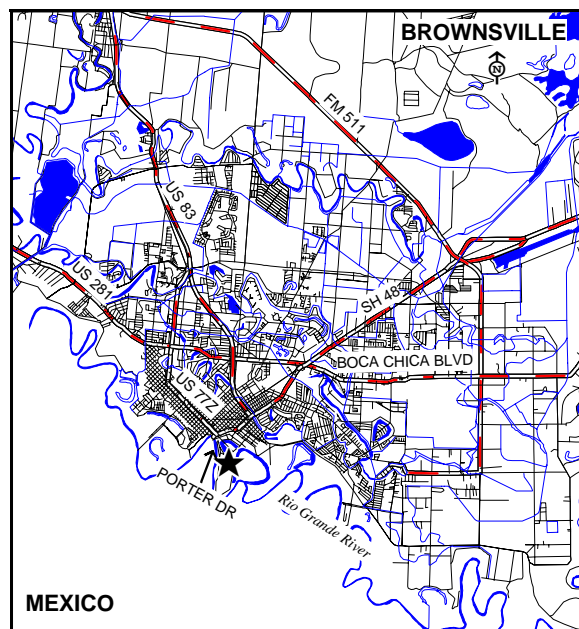 BROWNSVILLE
N
FM 511
US 83
US 281
SH 48
BOCA CHICA BLVD
US 77Z
PORTER DR
Rio Grande River
MEXICO